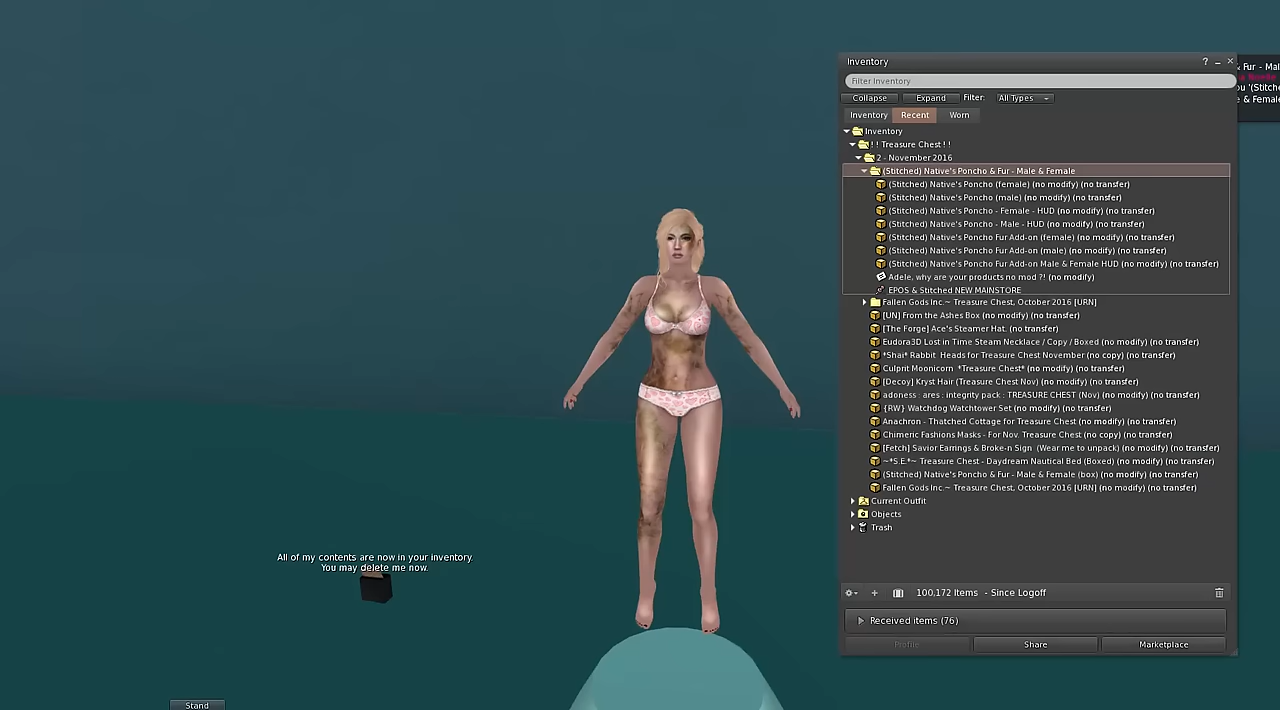 Inventory
Filter Inventory
Collapse Expand Filter: All Types
Inventory Recent Worn
Inventory
! ! Treasure Chest ! !
2 - November 2016
(Stitched) Native's Poncho & Fur - Male & Female
(Stitched) Native's Poncho (female) (no modify) (no transfer)
(Stitched) Native's Poncho (male) (no modify) (no transfer)
(Stitched) Native's Poncho - Female - HUD (no modify) (no transfer)
(Stitched) Native's Poncho - Male - HUD (no modify) (no transfer)
(Stitched) Native's Poncho Fur Add-on (female) (no modify) (no transfer)
(Stitched) Native's Poncho Fur Add-on (male) (no modify) (no transfer)
(Stitched) Native's Poncho Fur Add-on Male & Female HUD (no modify) (no transfer)
Adele, why are your products no mod ?! (no modify)
EPOS & Stitched NEW MAINSTORE
Fallen Gods Inc.~ Treasure Chest, October 2016 [URN]
[UN] From the Ashes Box (no modify) (no transfer)
[The Forge] Ace's Steamer Hat. (no transfer)
Eudora3D Lost in Time Steam Necklace / Copy / Boxed (no modify) (no transfer)
*Shai* Rabbit Heads for Treasure Chest November (no copy) (no transfer)
Culprit Moonicorn *Treasure Chest* (no modify) (no transfer)
[Decoy] Kryst Hair (Treasure Chest Nov) (no modify) (no transfer)
adoness : ares : integrity pack : TREASURE CHEST (Nov) (no modify) (no transfer)
{RW} Watchdog Watchtower Set (no modify) (no transfer)
Anachron - Thatched Cottage for Treasure Chest (no modify) (no transfer)
Chimeric Fashions Masks - For Nov. Treasure Chest (no copy) (no transfer)
[Fetch] Savior Earrings & Broke-n Sign (Wear me to unpack) (no modify) (no transfer)
~*S.E.*~ Treasure Chest - Daydream Nautical Bed (Boxed) (no modify) (no transfer)
(Stitched) Native's Poncho & Fur - Male & Female (box) (no modify) (no transfer)
Fallen Gods Inc.~ Treasure Chest, October 2016 [URN] (no modify) (no transfer)
Current Outfit
Objects
Trash
100,172 Items - Since Logoff
Received items (76)
Profile Share Marketplace
& Fur - Mal
ou '(Stitche
e & Female
All of my contents are now in your inventory.
You may delete me now.
Stand